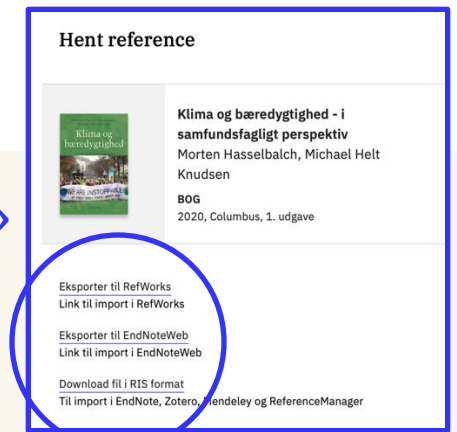 Hent reference
Klima og
bæredygtighed
WE ARE UNSTOPPABLE
Klima og bæredygtighed - i
samfundsfagligt perspektiv
Morten Hasselbalch, Michael Helt
Knudsen
BOG
2020, Columbus, 1. udgave
Eksporter til RefWorks
Link til import i RefWorks
Eksporter til EndNoteWeb
Link til import i EndNoteWeb
Download fil i RIS format
Til import i EndNote, Zotero, Mendeley og ReferenceManager